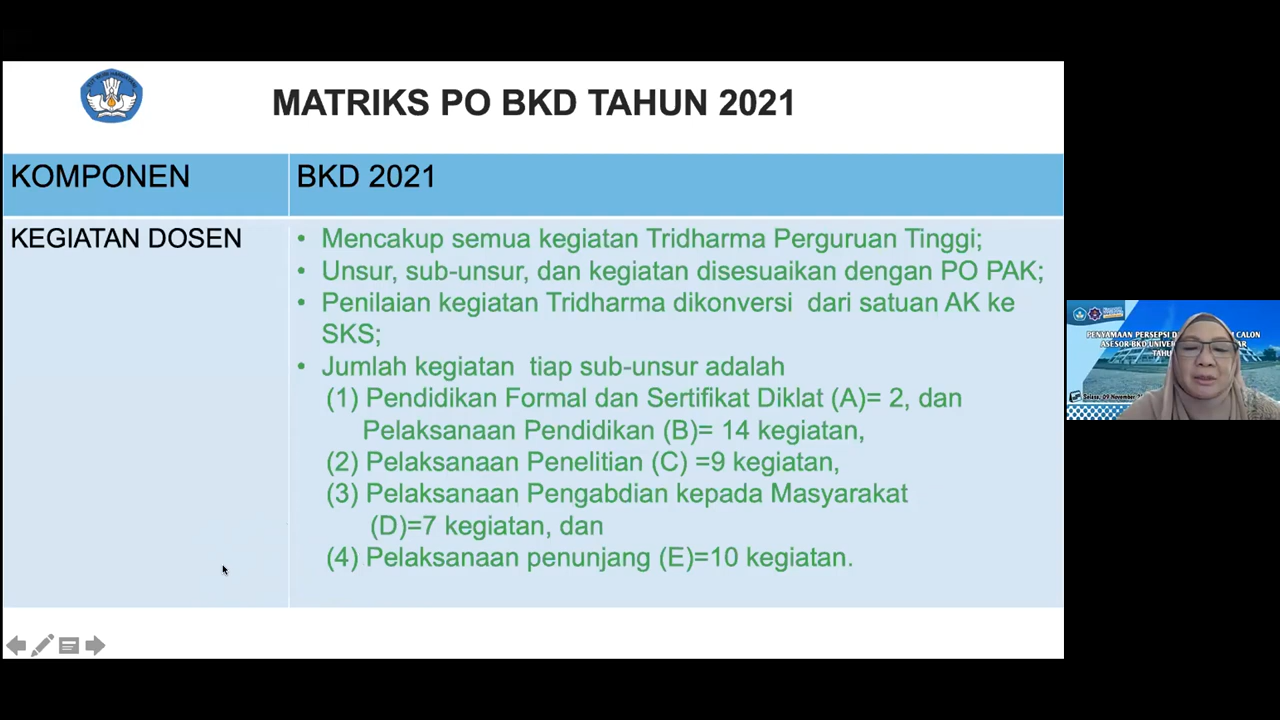 MATRIKS PO BKD TAHUN 2021
KOMPONEN
BKD 2021
KEGIATAN DOSEN
• Mencakup semua kegiatan Tridharma Perguruan Tinggi;
• Unsur, sub-unsur, dan kegiatan disesuaikan dengan PO PAK;
• Penilaian kegiatan Tridharma dikonversi dari satuan AK ke
SKS;
• Jumlah kegiatan tiap sub-unsur adalah
(1) Pendidikan Formal dan Sertifikat Diklat (A)= 2, dan
Pelaksanaan Pendidikan (B)= 14 kegiatan,
(2) Pelaksanaan Penelitian (C) =9 kegiatan,
(3) Pelaksanaan Pengabdian kepada Masyarakat
(D)=7 kegiatan, dan
(4) Pelaksanaan penunjang (E)=10 kegiatan.
PENYAMAAN PERSEPSI
CALON
ASESOR BKD
Selasa, 09 November